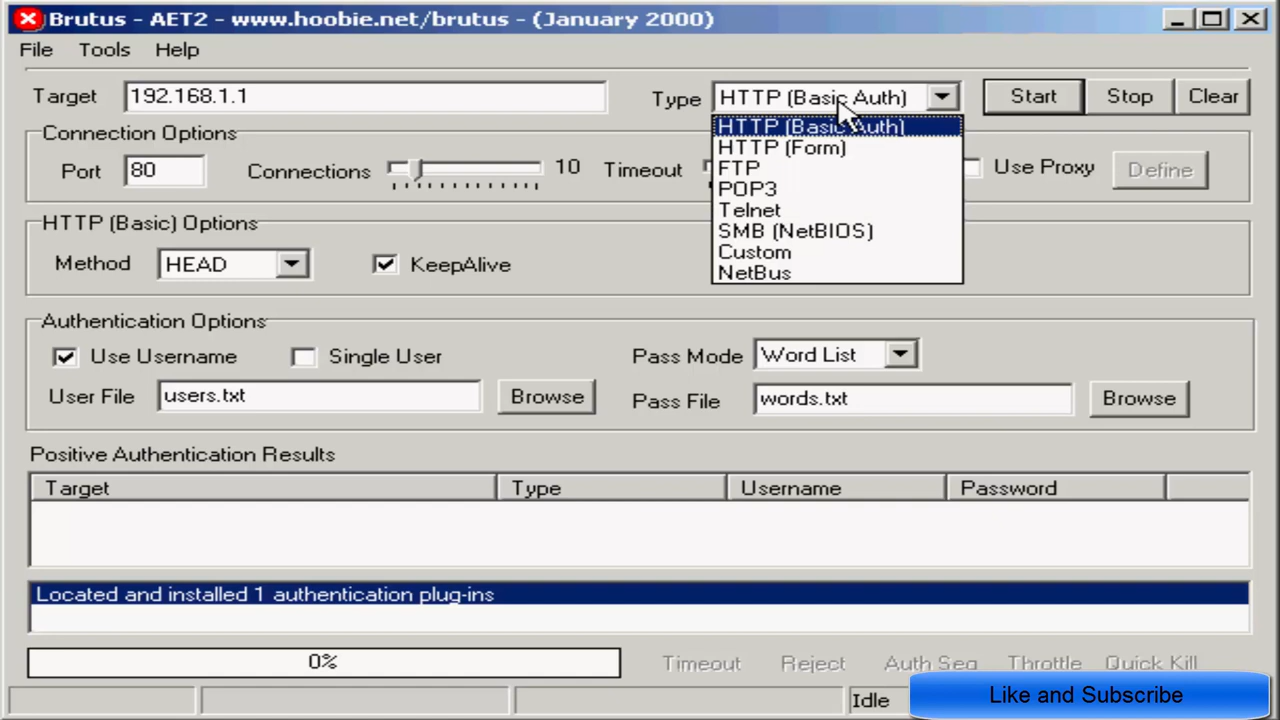 Brutus - AET2 - www.hoobie.net/brutus - (January 2000)
File Tools Help
Target 192.168.1.1 Type HTTP (Basic Auth) Start Stop Clear
HTTP (Basic Auth)
HTTP (Form)
FTP
POP3
Telnet
SMB (NetBIOS)
Custom
NetBus
Connection Options
Port 80 Connections 10 Timeout Use Proxy Define
HTTP (Basic) Options
Method HEAD KeepAlive
Authentication Options
Use Username Single User Pass Mode Word List
User File users.txt Browse Pass File words.txt Browse
Positive Authentication Results
Target Type Username Password
Located and installed 1 authentication plug-ins
0% Timeout Reject Auth Seq Throttle Quick Kill
Idle Like and Subscribe